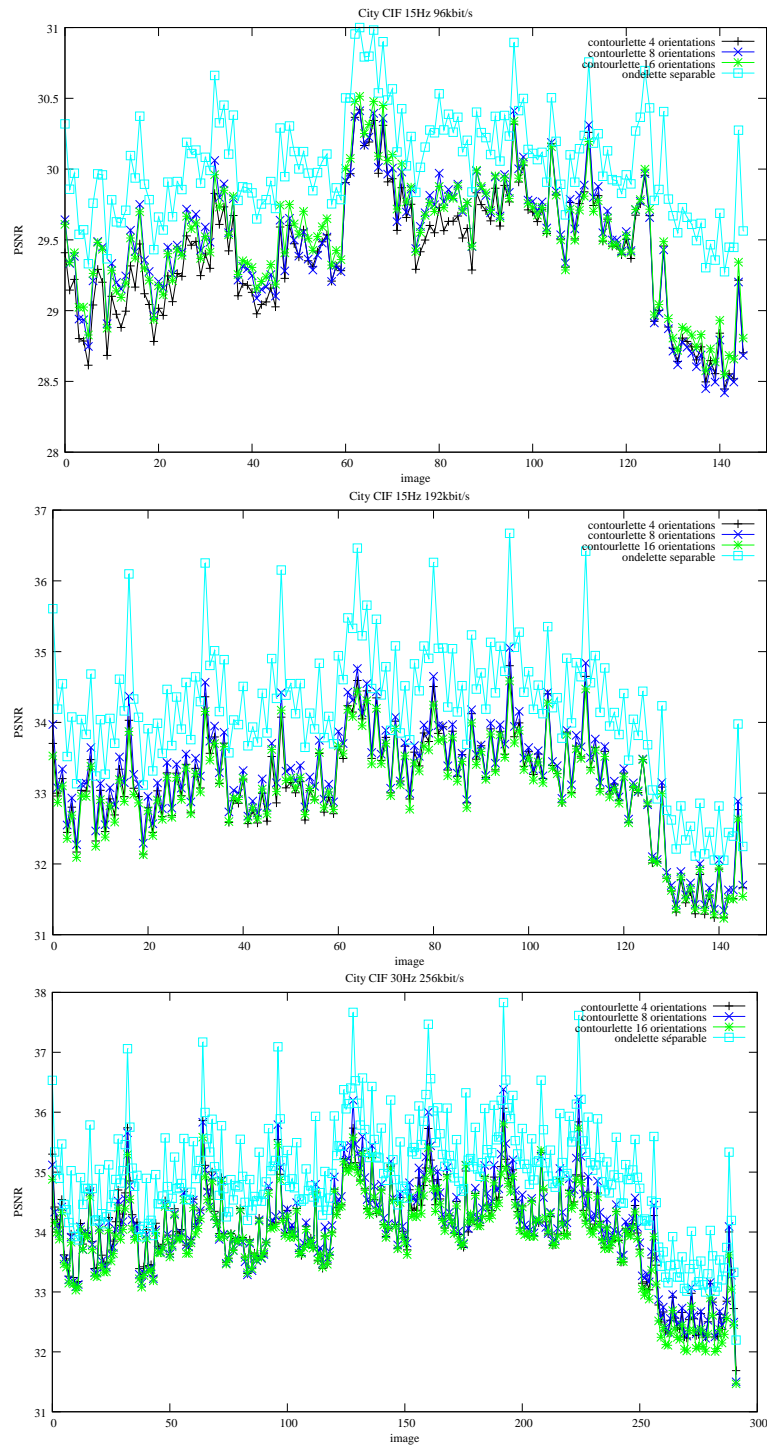 City CIF 15Hz 96kbit/s
31
30.5
30
29.5
29
28.5
28
PSNR
0
20
40
60
80
100
120
140
image
contourlette 4 orientations
contourlette 8 orientations
contourlette 16 orientations
ondelette separable
City CIF 15Hz 192kbit/s
37
36
35
34
33
32
31
PSNR
0
20
40
60
80
100
120
140
image
contourlette 4 orientations
contourlette 8 orientations
contourlette 16 orientations
ondelette separable
City CIF 30Hz 256kbit/s
38
37
36
35
34
33
32
31
PSNR
0
50
100
150
200
250
300
image
contourlette 4 orientations
contourlette 8 orientations
contourlette 16 orientations
ondelette séparable